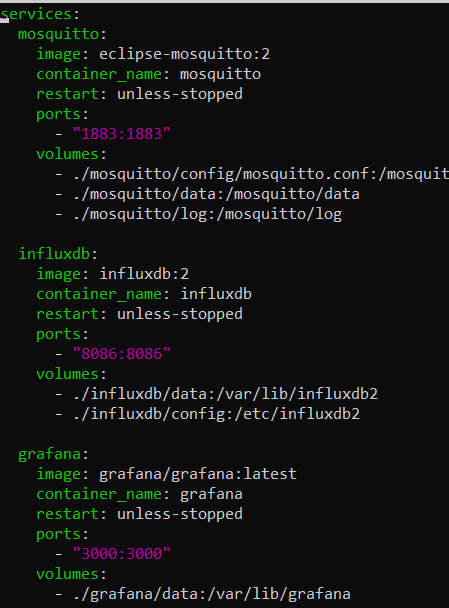 services:
  mosquitto:
    image: eclipse-mosquitto:2
    container_name: mosquitto
    restart: unless-stopped
    ports:
      - "1883:1883"
    volumes:
      - ./mosquitto/config/mosquitto.conf:/mosquit
      - ./mosquitto/data:/mosquitto/data
      - ./mosquitto/log:/mosquitto/log

  influxdb:
    image: influxdb:2
    container_name: influxdb
    restart: unless-stopped
    ports:
      - "8086:8086"
    volumes:
      - ./influxdb/data:/var/lib/influxdb2
      - ./influxdb/config:/etc/influxdb2

  grafana:
    image: grafana/grafana:latest
    container_name: grafana
    restart: unless-stopped
    ports:
      - "3000:3000"
    volumes:
      - ./grafana/data:/var/lib/grafana